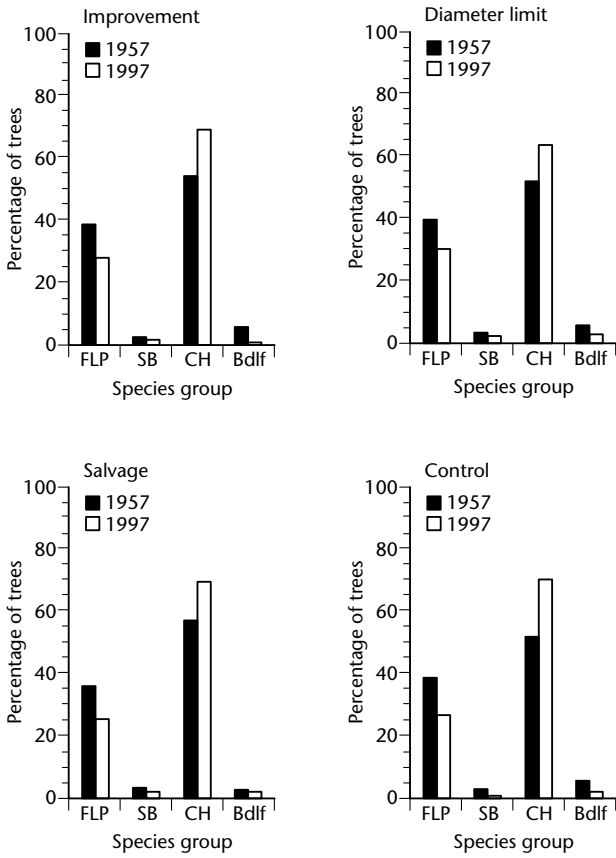 Improvement
1957
1997
100
80
60
40
20
0
Percentage of trees
FLP SB CH Bdlf
Species group
Diameter limit
1957
1997
100
80
60
40
20
0
Percentage of trees
FLP SB CH Bdlf
Species group
Salvage
1957
1997
100
80
60
40
20
0
Percentage of trees
FLP SB CH Bdlf
Species group
Control
1957
1997
100
80
60
40
20
0
Percentage of trees
FLP SB CH Bdlf
Species group